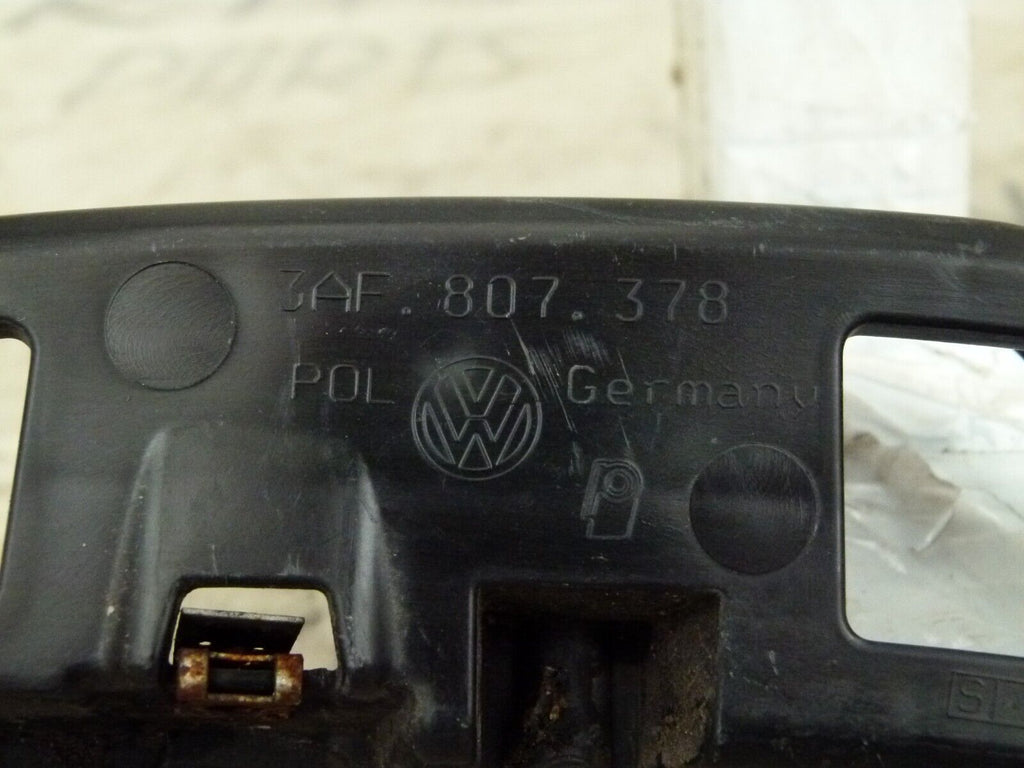 3AF.807.378
POL Germany
S